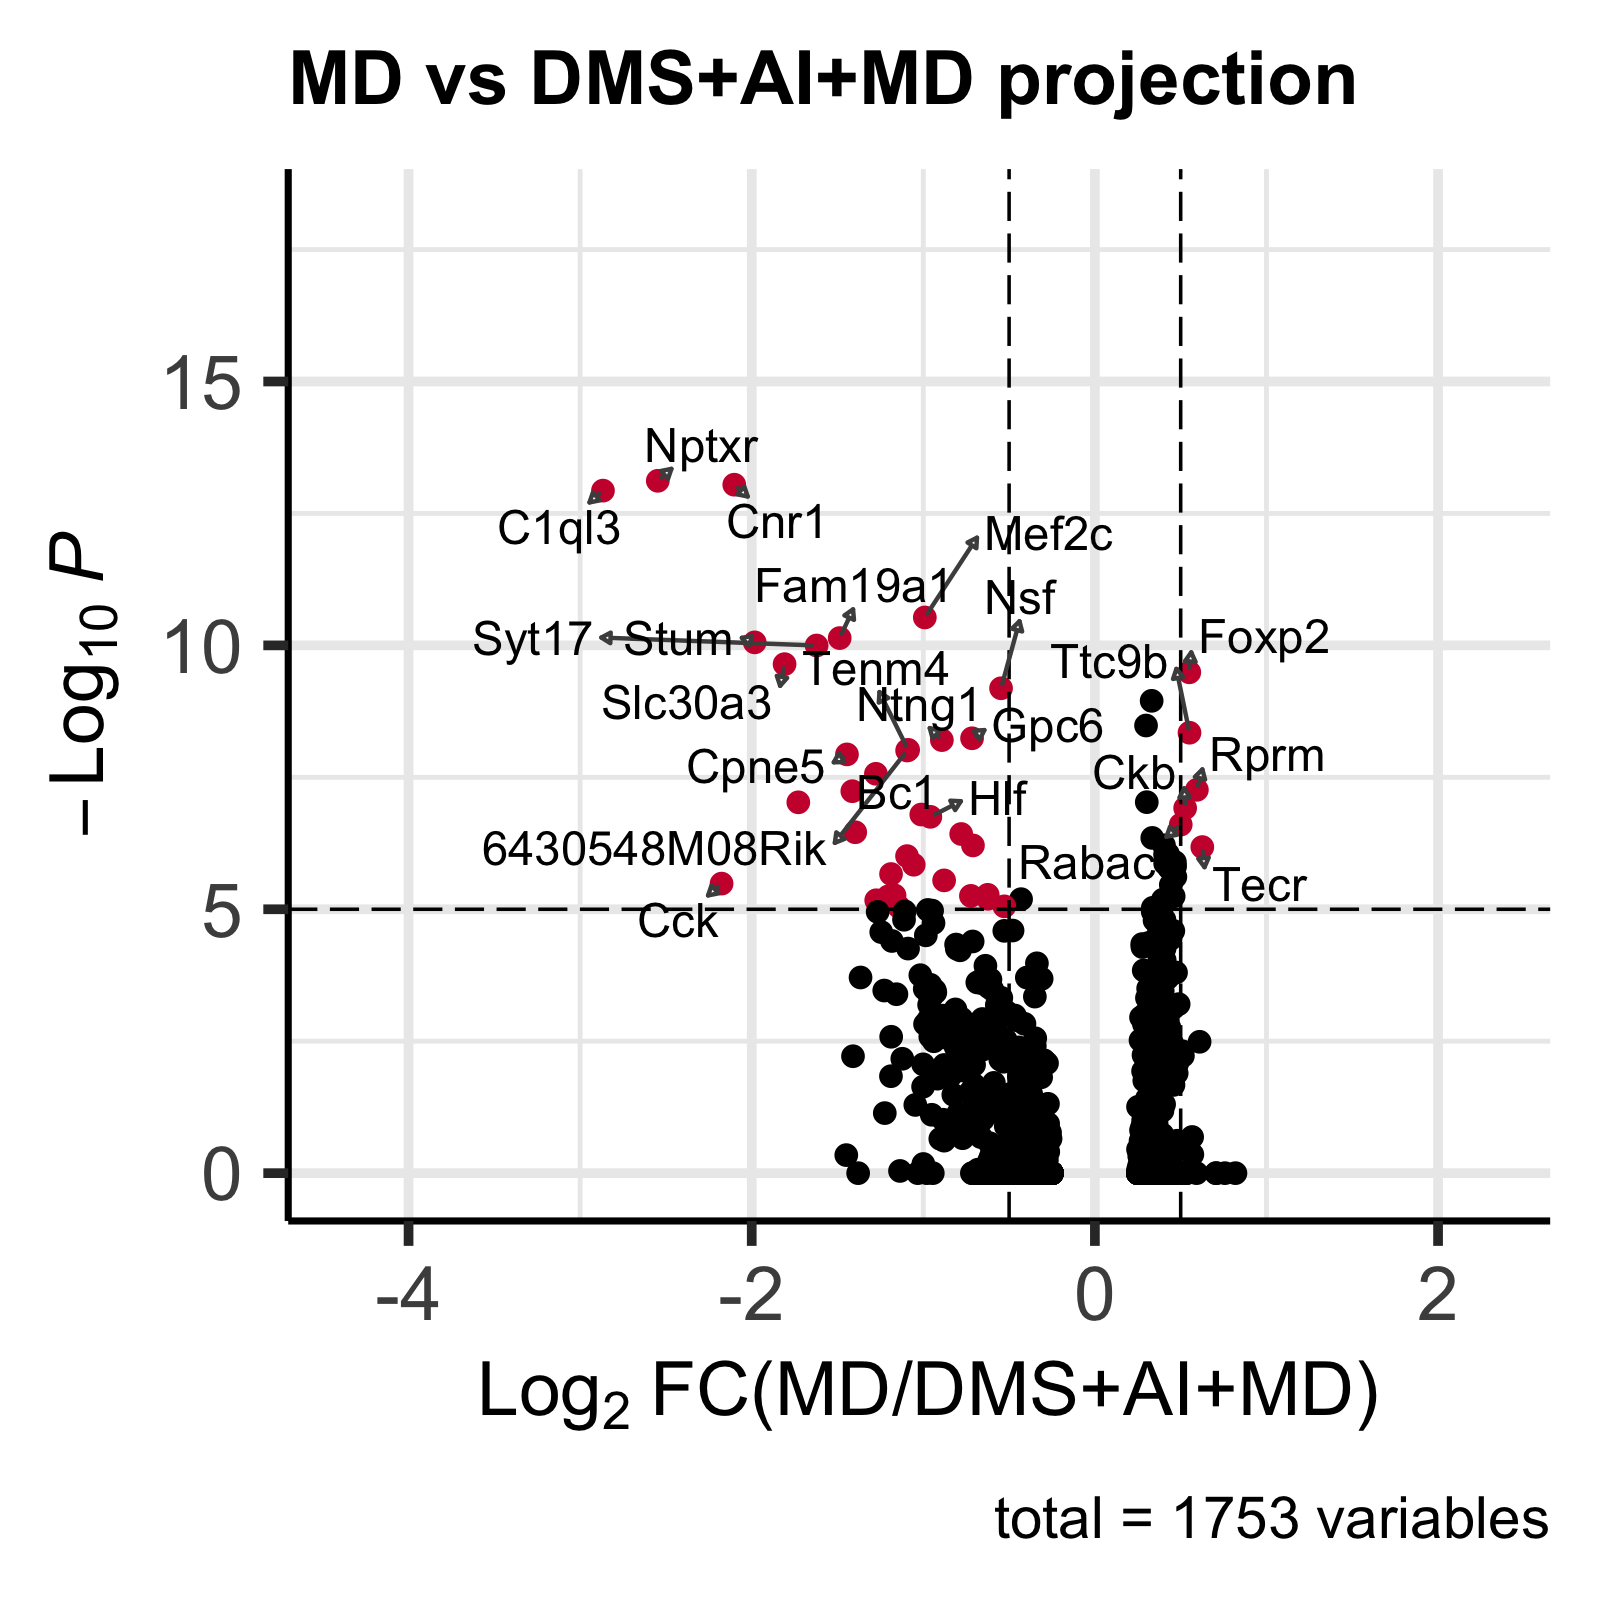 MD vs DMS+AI+MD projection
15
Nptxr
C1ql3
Cnr1
Mef2c
Fam19a1
Nsf
10
Syt17
Stum
Foxp2
Ttc9b
Tenm4
Slc30a3
Ntng1
Gpc6
Rprm
Cpne5
Ckb
Bc1
Hlf
6430548M08Rik
Rabac
Tecr
5
Cck
0
−Log10 P
-4
-2
0
2
Log2 FC(MD/DMS+AI+MD)
total = 1753 variables